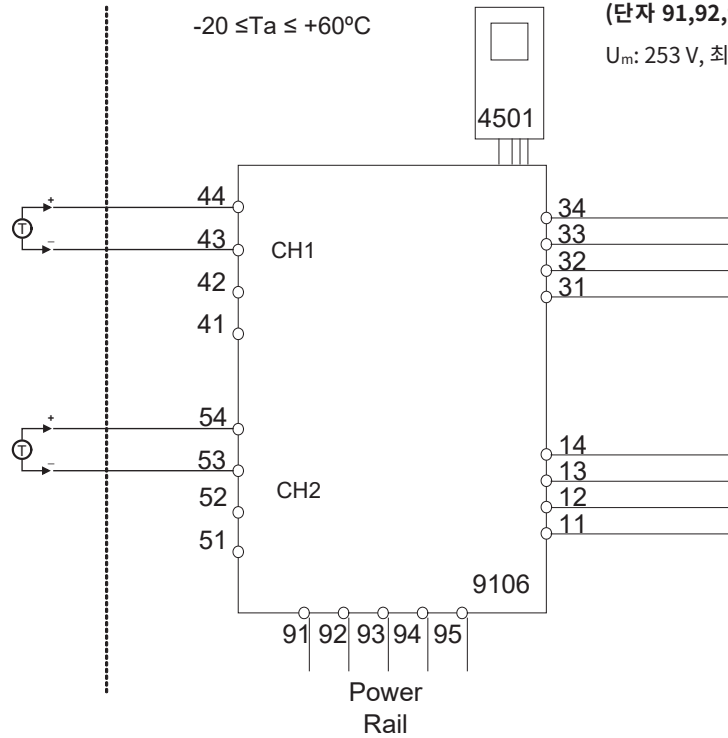 -20 ≤Ta ≤ +60ºC
(단자 91,92,
Uₘ: 253 V, 최
4501
44
+
T
–
43
CH1
42
41
34
33
32
31
54
+
T
–
53
CH2
52
51
14
13
12
11
9106
91 92 93 94 95
Power
Rail